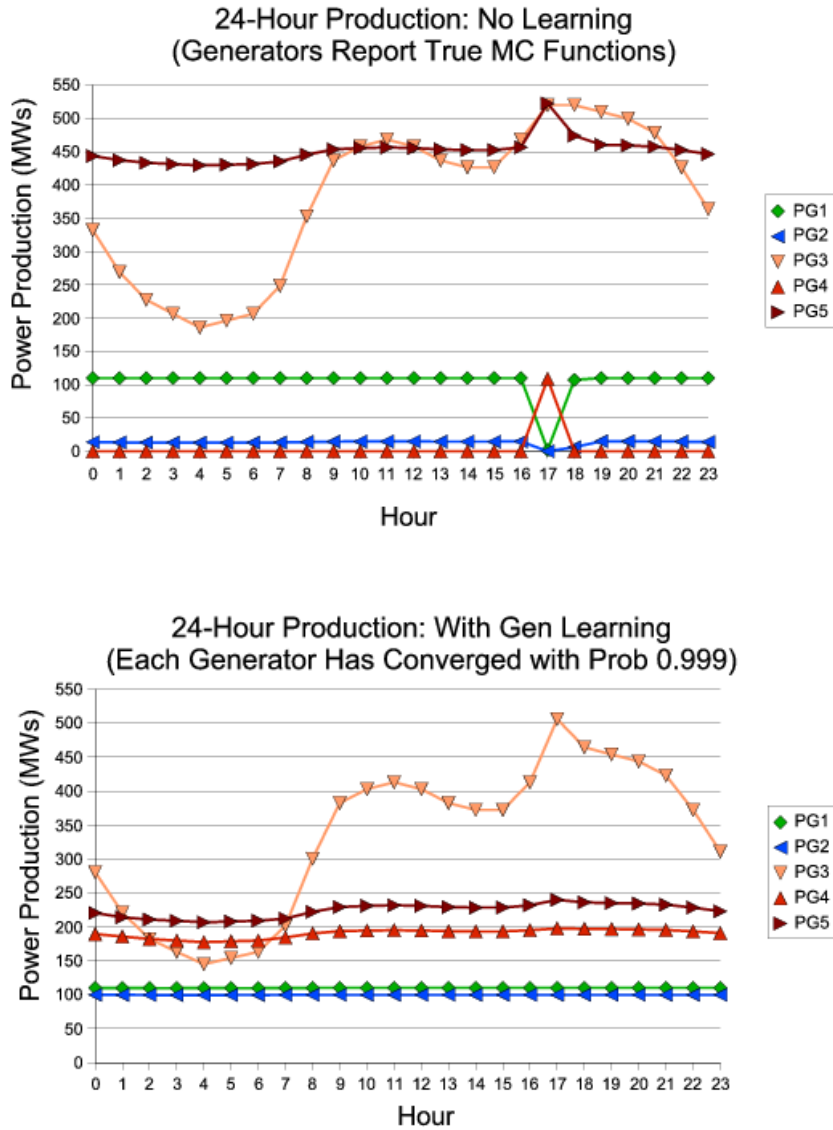 24-Hour Production: No Learning
(Generators Report True MC Functions)
Power Production (MWs)
550
500
450
400
350
300
250
200
150
100
50
0
0 1 2 3 4 5 6 7 8 9 10 11 12 13 14 15 16 17 18 19 20 21 22 23
Hour
PG1
PG2
PG3
PG4
PG5
24-Hour Production: With Gen Learning
(Each Generator Has Converged with Prob 0.999)
Power Production (MWs)
550
500
450
400
350
300
250
200
150
100
50
0
0 1 2 3 4 5 6 7 8 9 10 11 12 13 14 15 16 17 18 19 20 21 22 23
Hour
PG1
PG2
PG3
PG4
PG5